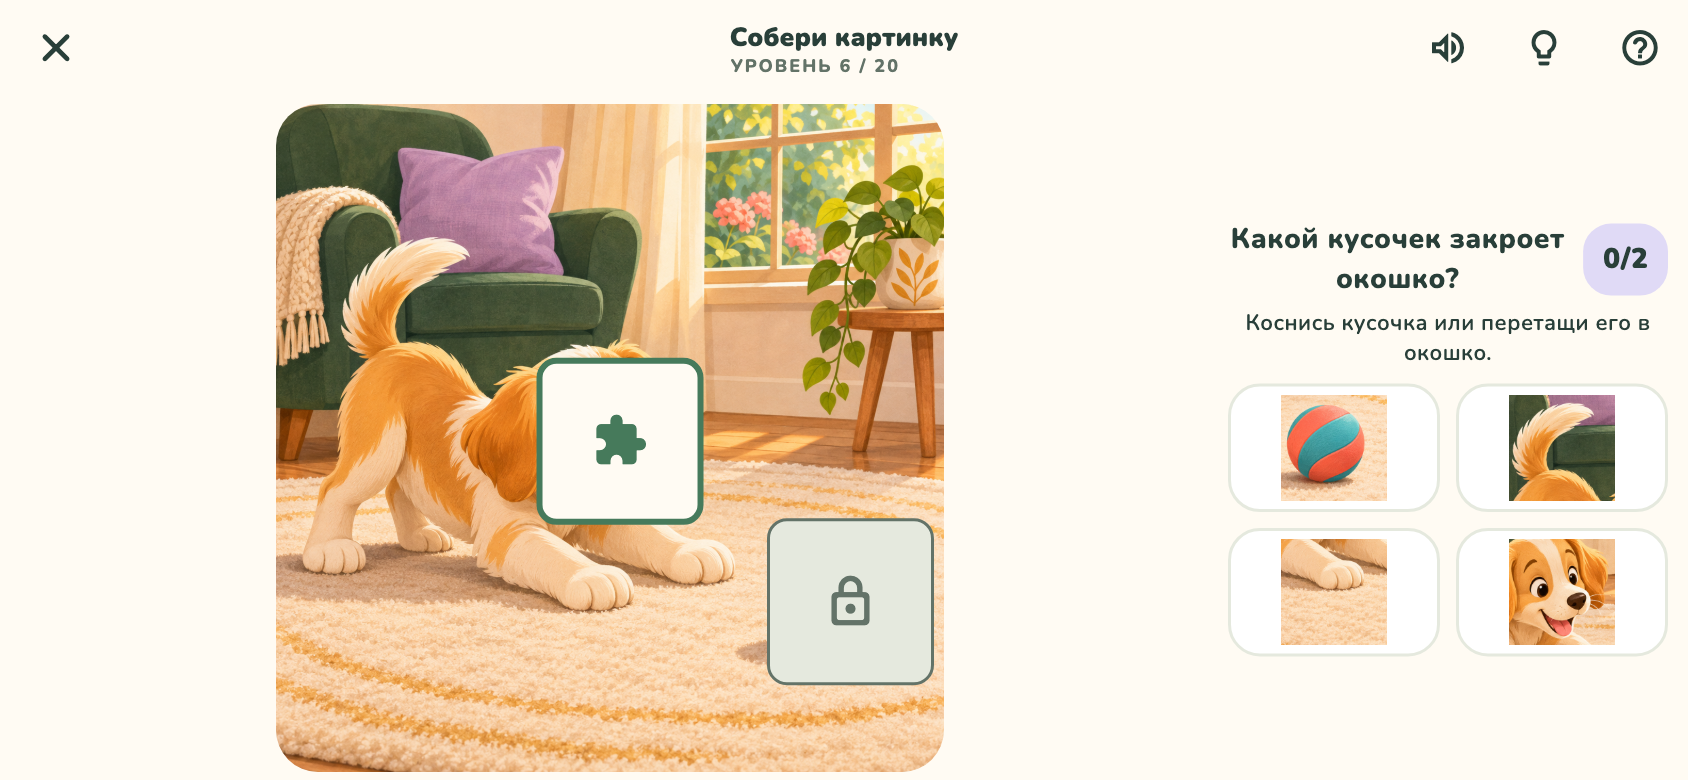 Собери картинку
УРОВЕНЬ 6 / 20
Какой кусочек закроет
окошко?
0/2
Коснись кусочка или перетащи его в
окошко.